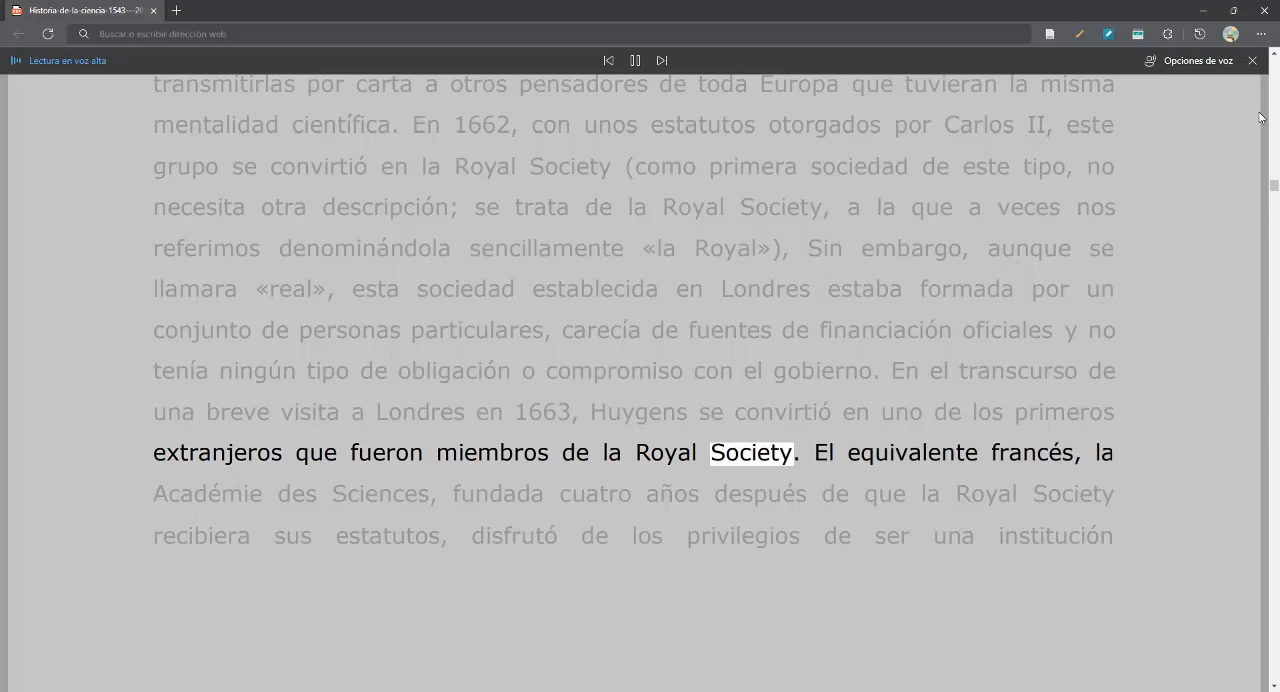 Historia-de-la-ciencia-1543---20
Buscar o escribir dirección web
Lectura en voz alta
Opciones de voz
transmitirlas por carta a otros pensadores de toda Europa que tuvieran la misma
mentalidad científica. En 1662, con unos estatutos otorgados por Carlos II, este
grupo se convirtió en la Royal Society (como primera sociedad de este tipo, no
necesita otra descripción; se trata de la Royal Society, a la que a veces nos
referimos denominándola sencillamente «la Royal»), Sin embargo, aunque se
llamara «real», esta sociedad establecida en Londres estaba formada por un
conjunto de personas particulares, carecía de fuentes de financiación oficiales y no
tenía ningún tipo de obligación o compromiso con el gobierno. En el transcurso de
una breve visita a Londres en 1663, Huygens se convirtió en uno de los primeros
extranjeros que fueron miembros de la Royal Society. El equivalente francés, la
Académie des Sciences, fundada cuatro años después de que la Royal Society
recibiera sus estatutos, disfrutó de los privilegios de ser una institución